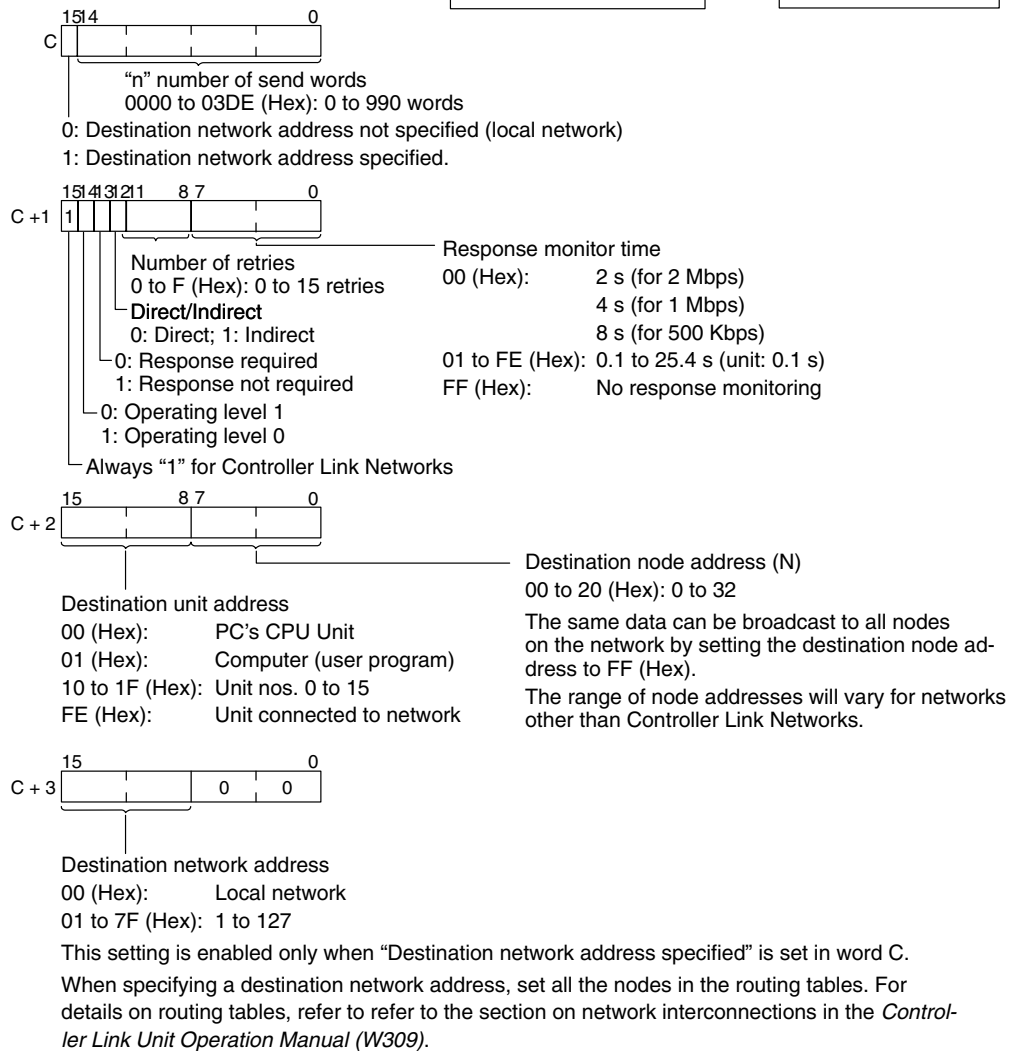 1514 0
C
“n” number of send words
0000 to 03DE (Hex): 0 to 990 words
0: Destination network address not specified (local network)
1: Destination network address specified.
1514131211 8 7 0
C +1 1
Number of retries
0 to F (Hex): 0 to 15 retries
Direct/Indirect
0: Direct; 1: Indirect
0: Response required
1: Response not required
0: Operating level 1
1: Operating level 0
Always “1” for Controller Link Networks
Response monitor time
00 (Hex): 2 s (for 2 Mbps)
4 s (for 1 Mbps)
8 s (for 500 Kbps)
01 to FE (Hex): 0.1 to 25.4 s (unit: 0.1 s)
FF (Hex): No response monitoring
15 8 7 0
C + 2
Destination unit address
00 (Hex): PC's CPU Unit
01 (Hex): Computer (user program)
10 to 1F (Hex): Unit nos. 0 to 15
FE (Hex): Unit connected to network
Destination node address (N)
00 to 20 (Hex): 0 to 32
The same data can be broadcast to all nodes
on the network by setting the destination node ad-
dress to FF (Hex).
The range of node addresses will vary for networks
other than Controller Link Networks.
15 0
C + 3 0 0
Destination network address
00 (Hex): Local network
01 to 7F (Hex): 1 to 127
This setting is enabled only when “Destination network address specified” is set in word C.
When specifying a destination network address, set all the nodes in the routing tables. For
details on routing tables, refer to refer to the section on network interconnections in the Control-
ler Link Unit Operation Manual (W309).